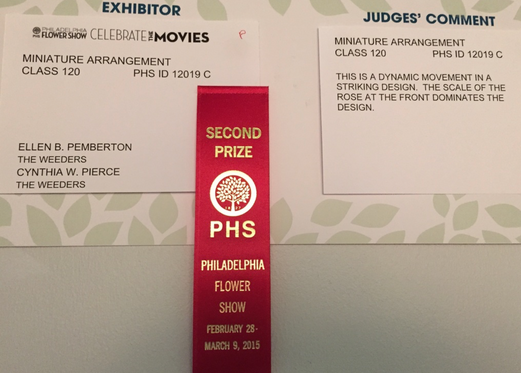 EXHIBITOR
PHILADELPHIA
FLOWER SHOW CELEBRATE THE MOVIES
P
MINIATURE ARRANGEMENT
CLASS 120 PHS ID 12019 C
ELLEN B. PEMBERTON
THE WEEDERS
CYNTHIA W. PIERCE
THE WEEDERS
SECOND
PRIZE
PHS
PHILADELPHIA
FLOWER
SHOW
FEBRUARY 28-
MARCH 9, 2015
JUDGES' COMMENT
MINIATURE ARRANGEMENT
CLASS 120 PHS ID 12019 C
THIS IS A DYNAMIC MOVEMENT IN A
STRIKING DESIGN. THE SCALE OF THE
ROSE AT THE FRONT DOMINATES THE
DESIGN.